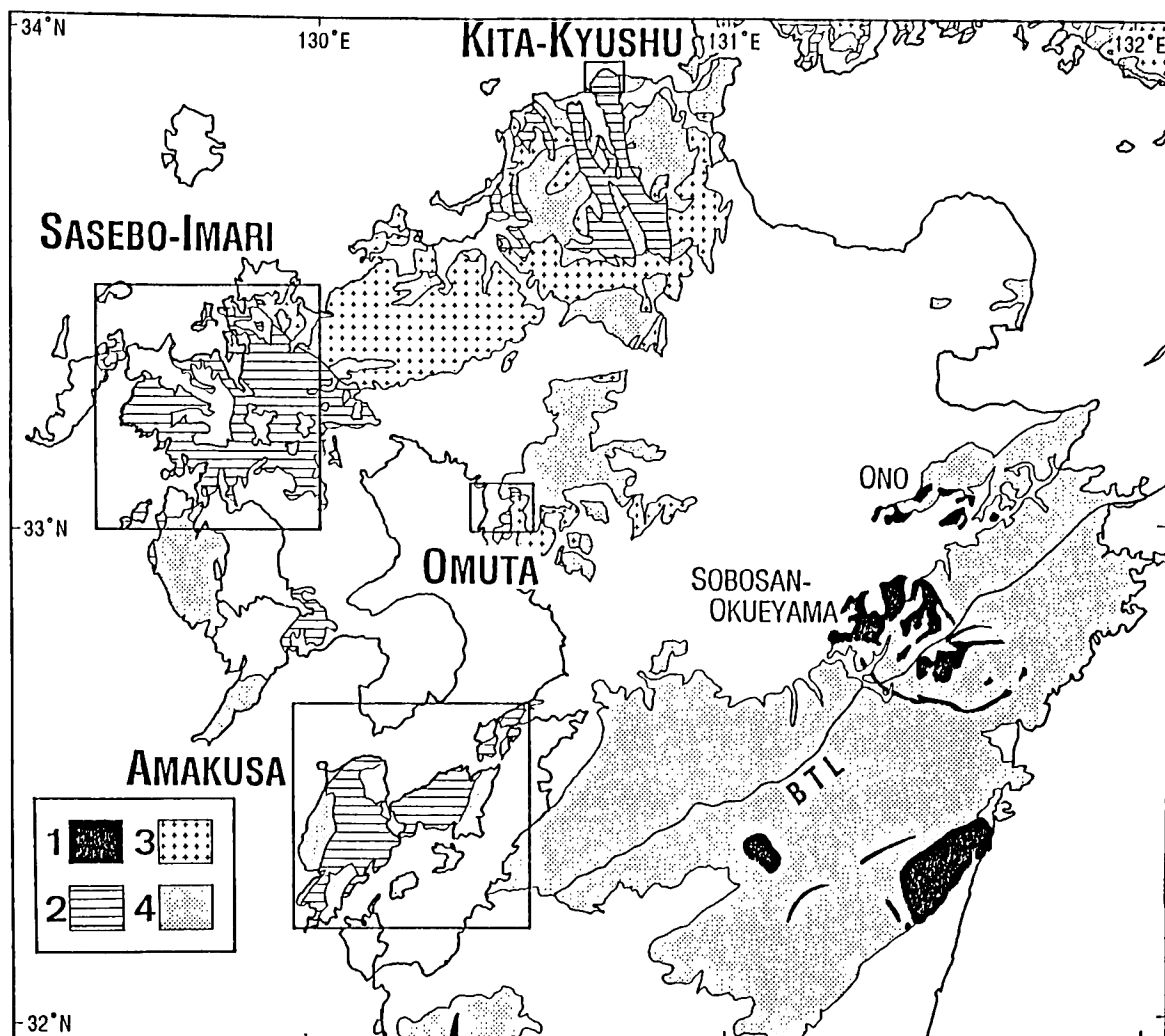 34°N
130°E
KITA-KYUSHU
131°E
132°E
SASEBO-IMARI
ONO
33°N
OMUTA
SOBOSAN-
OKUEYAMA
AMAKUSA
BTL
1
3
2
4
32°N